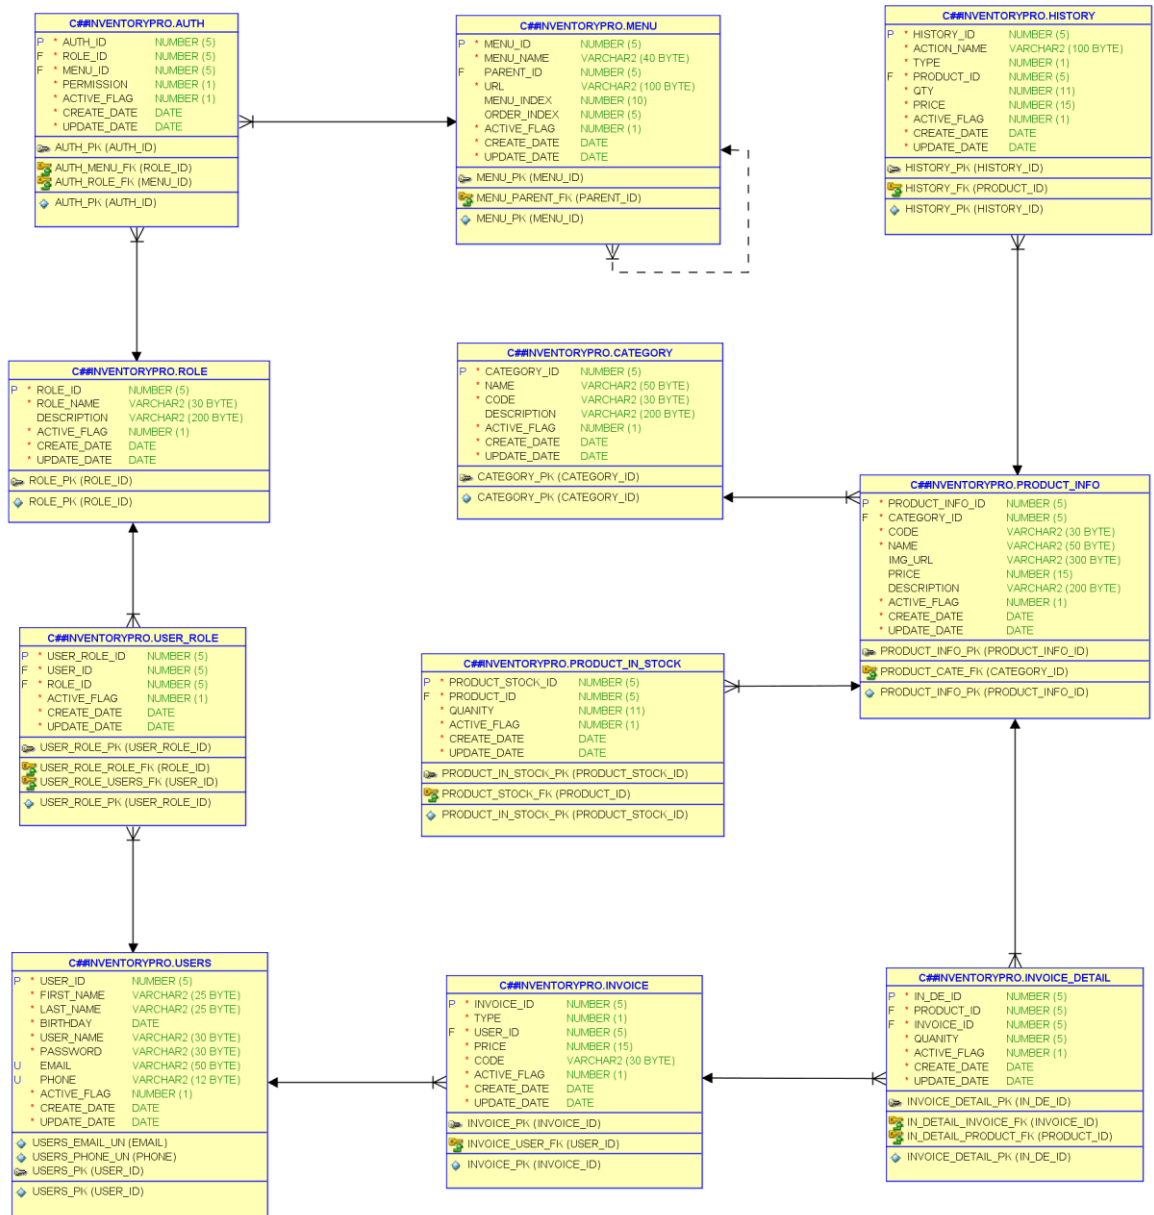 C##INVENTORYPRO.AUTH
P * AUTH_ID NUMBER (5)
F * ROLE_ID NUMBER (5)
F * MENU_ID NUMBER (5)
* PERMISSION NUMBER (1)
* ACTIVE_FLAG NUMBER (1)
* CREATE_DATE DATE
* UPDATE_DATE DATE
AUTH_PK (AUTH_ID)
AUTH_MENU_FK (ROLE_ID)
AUTH_ROLE_FK (MENU_ID)
AUTH_PK (AUTH_ID)
C##INVENTORYPRO.MENU
P * MENU_ID NUMBER (5)
* MENU_NAME VARCHAR2 (40 BYTE)
F PARENT_ID NUMBER (5)
* URL VARCHAR2 (100 BYTE)
MENU_INDEX NUMBER (10)
ORDER_INDEX NUMBER (5)
* ACTIVE_FLAG NUMBER (1)
* CREATE_DATE DATE
* UPDATE_DATE DATE
MENU_PK (MENU_ID)
MENU_PARENT_FK (PARENT_ID)
MENU_PK (MENU_ID)
C##INVENTORYPRO.HISTORY
P * HISTORY_ID NUMBER (5)
* ACTION_NAME VARCHAR2 (100 BYTE)
* TYPE NUMBER (1)
F * PRODUCT_ID NUMBER (5)
* QTY NUMBER (11)
* PRICE NUMBER (15)
* ACTIVE_FLAG NUMBER (1)
* CREATE_DATE DATE
* UPDATE_DATE DATE
HISTORY_PK (HISTORY_ID)
HISTORY_FK (PRODUCT_ID)
HISTORY_PK (HISTORY_ID)
C##INVENTORYPRO.ROLE
P * ROLE_ID NUMBER (5)
* ROLE_NAME VARCHAR2 (30 BYTE)
DESCRIPTION VARCHAR2 (200 BYTE)
* ACTIVE_FLAG NUMBER (1)
* CREATE_DATE DATE
* UPDATE_DATE DATE
ROLE_PK (ROLE_ID)
ROLE_PK (ROLE_ID)
C##INVENTORYPRO.CATEGORY
P * CATEGORY_ID NUMBER (5)
* NAME VARCHAR2 (50 BYTE)
* CODE VARCHAR2 (30 BYTE)
DESCRIPTION VARCHAR2 (200 BYTE)
* ACTIVE_FLAG NUMBER (1)
* CREATE_DATE DATE
* UPDATE_DATE DATE
CATEGORY_PK (CATEGORY_ID)
CATEGORY_PK (CATEGORY_ID)
C##INVENTORYPRO.PRODUCT_INFO
P * PRODUCT_INFO_ID NUMBER (5)
F * CATEGORY_ID NUMBER (5)
* CODE VARCHAR2 (30 BYTE)
* NAME VARCHAR2 (50 BYTE)
IMG_URL VARCHAR2 (300 BYTE)
PRICE NUMBER (15)
DESCRIPTION VARCHAR2 (200 BYTE)
* ACTIVE_FLAG NUMBER (1)
* CREATE_DATE DATE
* UPDATE_DATE DATE
PRODUCT_INFO_PK (PRODUCT_INFO_ID)
PRODUCT_CATE_FK (CATEGORY_ID)
PRODUCT_INFO_PK (PRODUCT_INFO_ID)
C##INVENTORYPRO.USER_ROLE
P * USER_ROLE_ID NUMBER (5)
F * USER_ID NUMBER (5)
F * ROLE_ID NUMBER (5)
* ACTIVE_FLAG NUMBER (1)
* CREATE_DATE DATE
* UPDATE_DATE DATE
USER_ROLE_PK (USER_ROLE_ID)
USER_ROLE_ROLE_FK (ROLE_ID)
USER_ROLE_USERS_FK (USER_ID)
USER_ROLE_PK (USER_ROLE_ID)
C##INVENTORYPRO.PRODUCT_IN_STOCK
P * PRODUCT_STOCK_ID NUMBER (5)
F * PRODUCT_ID NUMBER (5)
* QUANITY NUMBER (11)
* ACTIVE_FLAG NUMBER (1)
* CREATE_DATE DATE
* UPDATE_DATE DATE
PRODUCT_IN_STOCK_PK (PRODUCT_STOCK_ID)
PRODUCT_STOCK_FK (PRODUCT_ID)
PRODUCT_IN_STOCK_PK (PRODUCT_STOCK_ID)
C##INVENTORYPRO.USERS
P * USER_ID NUMBER (5)
* FIRST_NAME VARCHAR2 (25 BYTE)
* LAST_NAME VARCHAR2 (25 BYTE)
* BIRTHDAY DATE
* USER_NAME VARCHAR2 (30 BYTE)
* PASSWORD VARCHAR2 (30 BYTE)
U EMAIL VARCHAR2 (50 BYTE)
U PHONE VARCHAR2 (12 BYTE)
* ACTIVE_FLAG NUMBER (1)
* CREATE_DATE DATE
* UPDATE_DATE DATE
USERS_EMAIL_UN (EMAIL)
USERS_PHONE_UN (PHONE)
USERS_PK (USER_ID)
USERS_PK (USER_ID)
C##INVENTORYPRO.INVOICE
P * INVOICE_ID NUMBER (5)
* TYPE NUMBER (1)
F * USER_ID NUMBER (5)
* PRICE NUMBER (15)
* CODE VARCHAR2 (30 BYTE)
* ACTIVE_FLAG NUMBER (1)
* CREATE_DATE DATE
* UPDATE_DATE DATE
INVOICE_PK (INVOICE_ID)
INVOICE_USER_FK (USER_ID)
INVOICE_PK (INVOICE_ID)
C##INVENTORYPRO.INVOICE_DETAIL
P * IN_DE_ID NUMBER (5)
F * PRODUCT_ID NUMBER (5)
F * INVOICE_ID NUMBER (5)
* QUANITY NUMBER (5)
* ACTIVE_FLAG NUMBER (1)
* CREATE_DATE DATE
* UPDATE_DATE DATE
INVOICE_DETAIL_PK (IN_DE_ID)
IN_DETAIL_INVOICE_FK (INVOICE_ID)
IN_DETAIL_PRODUCT_FK (PRODUCT_ID)
INVOICE_DETAIL_PK (IN_DE_ID)